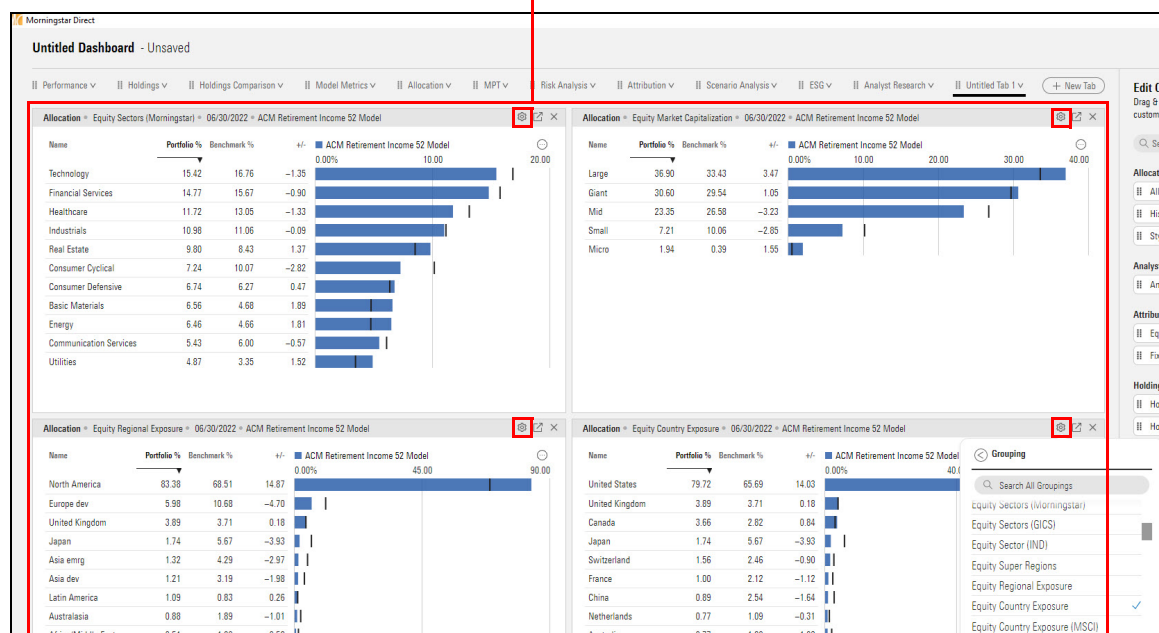 Morningstar Direct
Untitled Dashboard - Unsaved
Performance Holdings Holdings Comparison Model Metrics Allocation MPT Risk Analysis Attribution Scenario Analysis ESG Analyst Research Untitled Tab 1 + New Tab
Edit
Drag &
custom
Allocation Equity Sectors (Morningstar) 06/30/2022 ACM Retirement Income 52 Model
Name Portfolio % Benchmark % +/- ACM Retirement Income 52 Model
0.00% 10.00 20.00
Technology 15.42 16.76 −1.35
Financial Services 14.77 15.67 −0.90
Healthcare 11.72 13.05 −1.33
Industrials 10.98 11.06 −0.09
Real Estate 9.80 8.43 1.37
Consumer Cyclical 7.24 10.07 −2.82
Consumer Defensive 6.74 6.27 0.47
Basic Materials 6.56 4.68 1.89
Energy 6.46 4.66 1.81
Communication Services 5.43 6.00 −0.57
Utilities 4.87 3.35 1.52
Allocation Equity Market Capitalization 06/30/2022 ACM Retirement Income 52 Model
Name Portfolio % Benchmark % +/- ACM Retirement Income 52 Model
0.00% 10.00 20.00 30.00 40.00
Large 36.90 33.43 3.47
Giant 30.60 29.54 1.05
Mid 23.35 26.58 −3.23
Small 7.21 10.06 −2.85
Micro 1.94 0.39 1.55
Allocation Equity Regional Exposure 06/30/2022 ACM Retirement Income 52 Model
Name Portfolio % Benchmark % +/- ACM Retirement Income 52 Model
0.00% 45.00 90.00
North America 83.38 68.51 14.87
Europe dev 5.98 10.68 −4.70
United Kingdom 3.89 3.71 0.18
Japan 1.74 5.67 −3.93
Asia emrg 1.32 4.29 −2.97
Asia dev 1.21 3.19 −1.98
Latin America 1.09 0.83 0.26
Australasia 0.88 1.89 −1.01
Allocation Equity Country Exposure 06/30/2022 ACM Retirement Income 52 Model
Name Portfolio % Benchmark % +/- ACM Retirement Income 52 Model
0.00% 40.0
United States 79.72 65.69 14.03
United Kingdom 3.89 3.71 0.18
Canada 3.66 2.82 0.84
Japan 1.74 5.67 −3.93
Switzerland 1.56 2.46 −0.90
France 1.00 2.12 −1.12
China 0.89 2.54 −1.64
Netherlands 0.77 1.09 −0.31
Grouping
Search All Groupings
Equity Sectors (Morningstar)
Equity Sectors (GICS)
Equity Sector (IND)
Equity Super Regions
Equity Regional Exposure
Equity Country Exposure
Equity Country Exposure (MSCI)
Se
Allocat
All
His
Sty
Analys
An
Attribu
Eq
Fix
Holding
Ho
Ho